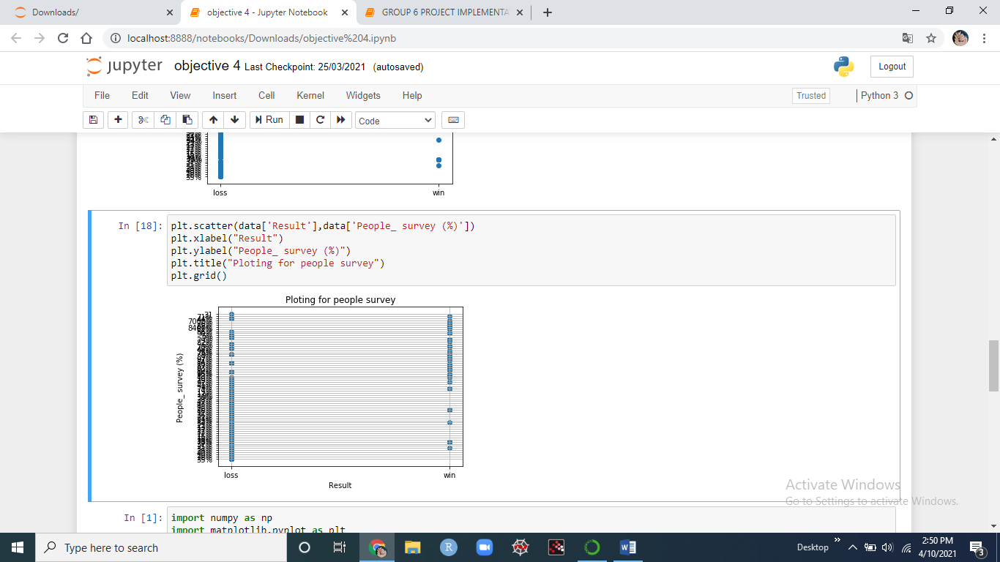 Downloads/
objective 4 - Jupyter Notebook
GROUP 6 PROJECT IMPLEMENTA
localhost:8888/notebooks/Downloads/objective%204.ipynb
jupyter objective 4 Last Checkpoint: 25/03/2021 (autosaved)
Logout
File Edit View Insert Cell Kernel Widgets Help
Trusted
Python 3
Run
Code
loss win
In [18]:
plt.scatter(data['Result'],data['People_ survey (%)'])
plt.xlabel("Result")
plt.ylabel("People_ survey (%)")
plt.title("Ploting for people survey")
plt.grid()
Ploting for people survey
People_ survey (%)
loss win
Result
Activate Windows
Go to Settings to activate Windows.
In [1]:
import numpy as np
import matplotlib.pyplot as plt
Type here to search
R
Desktop
2:50 PM
4/10/2021
3